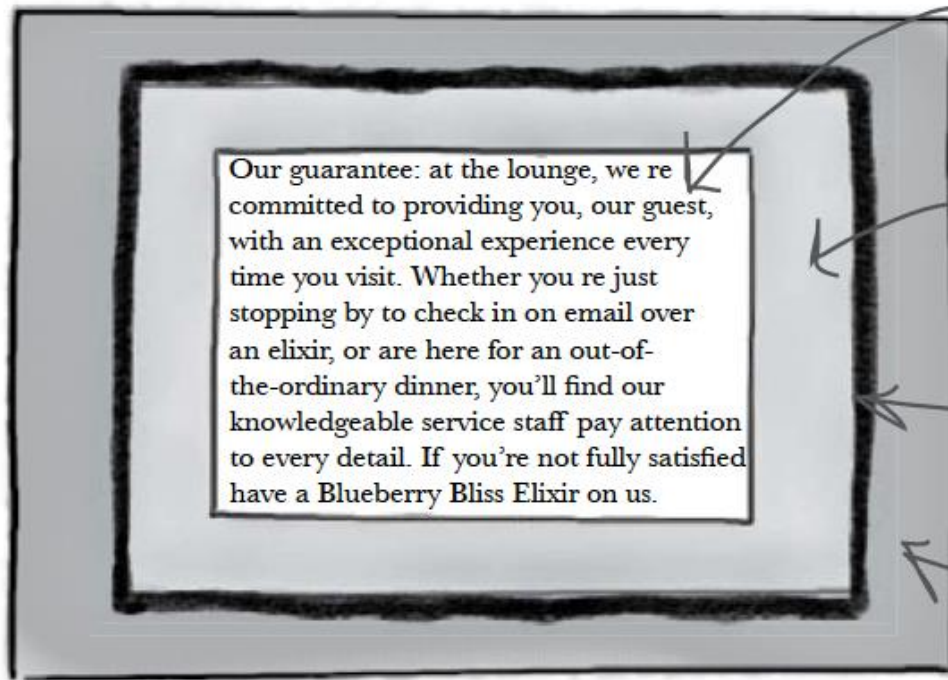 Our guarantee: at the lounge, we re
committed to providing you, our guest,
with an exceptional experience every
time you visit. Whether you re just
stopping by to check in on email over
an elixir, or are here for an out-of-
the-ordinary dinner, you’ll find our
knowledgeable service staff pay attention
to every detail. If you’re not fully satisfied
have a Blueberry Bliss Elixir on us.